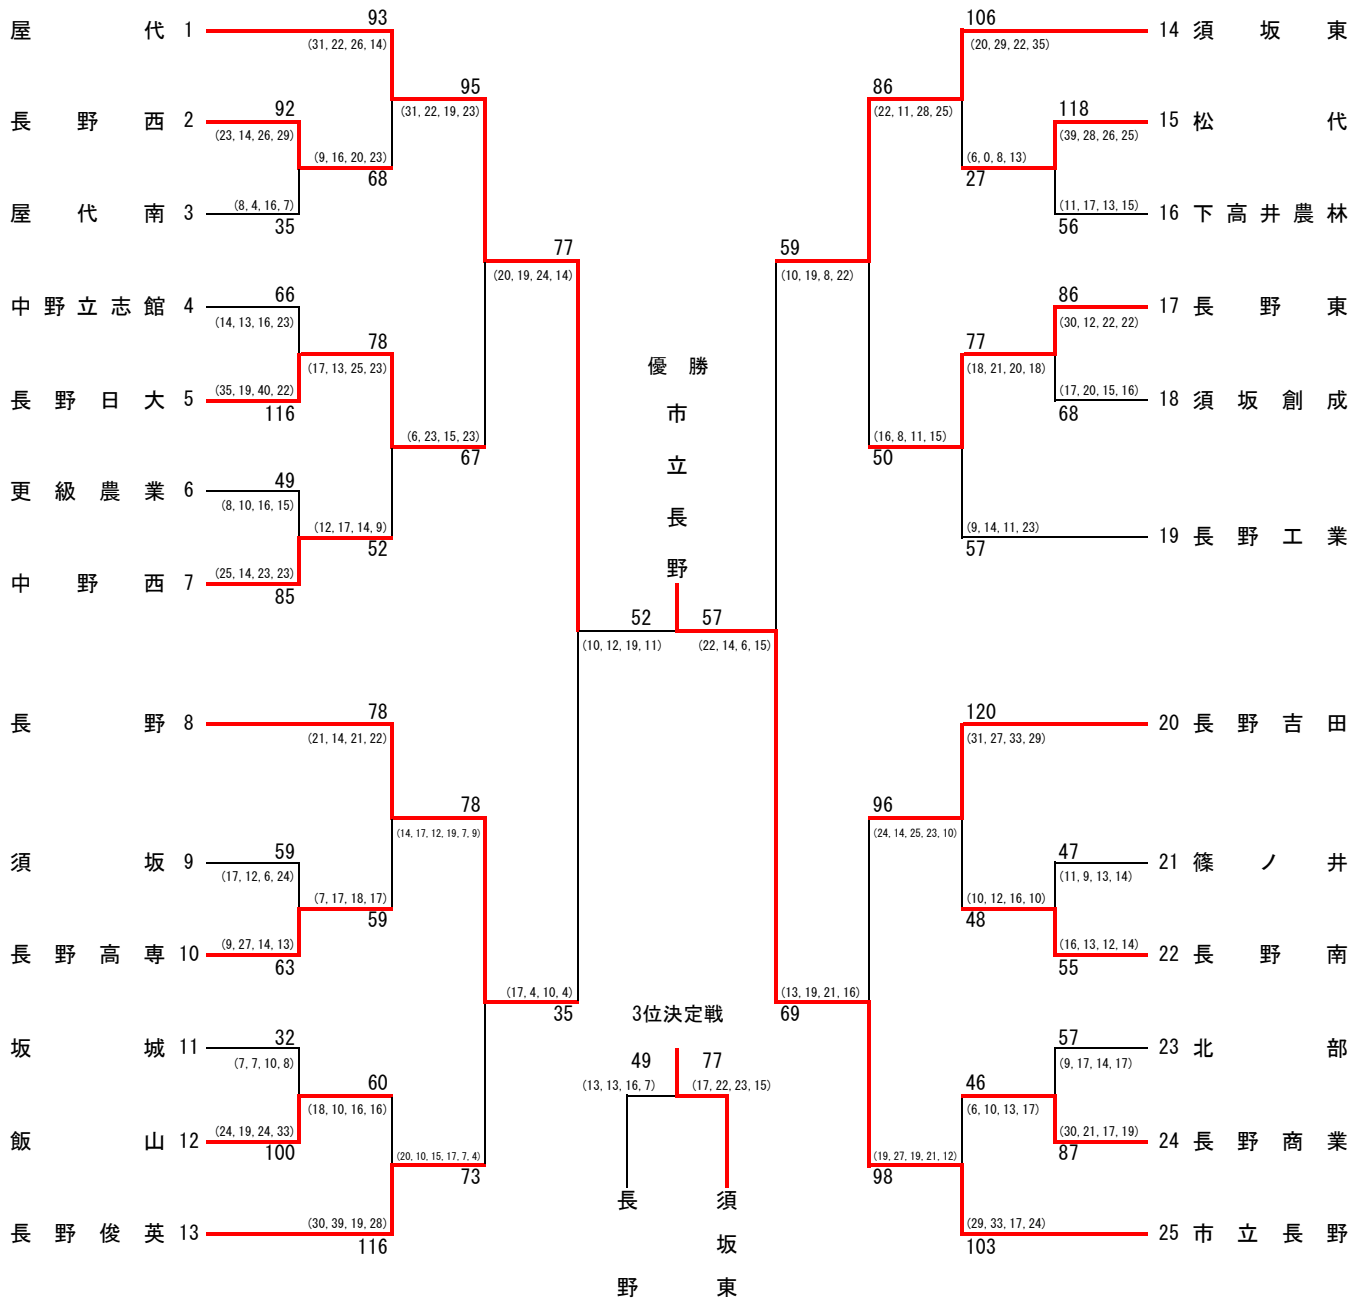 屋代 1
93
(31, 22, 26, 14)
95
(31, 22, 19, 23)
長野西 2
92
(23, 14, 26, 29)
(9, 16, 20, 23)
68
屋代南 3
(8, 4, 16, 7)
35
77
(20, 19, 24, 14)
中野立志館 4
66
(14, 13, 16, 23)
78
(17, 13, 25, 23)
長野日大 5
(35, 19, 40, 22)
116
(6, 23, 15, 23)
67
更級農業 6
49
(8, 10, 16, 15)
(12, 17, 14, 9)
52
中野西 7
(25, 14, 23, 23)
85
52
(10, 12, 19, 11)
長野 8
78
(21, 14, 21, 22)
78
(14, 17, 12, 19, 7, 9)
須坂 9
59
(17, 12, 6, 24)
(7, 17, 18, 17)
59
長野高専 10
(9, 27, 14, 13)
63
(17, 4, 10, 4)
35
坂城 11
32
(7, 7, 10, 8)
60
(18, 10, 16, 16)
飯山 12
(24, 19, 24, 33)
100
(20, 10, 15, 17, 7, 4)
73
長野俊英 13
(30, 39, 19, 28)
116
優勝
市立長野
57
(22, 14, 6, 15)
3位決定戦
49
(13, 13, 16, 7)
77
(17, 22, 23, 15)
長野
須坂東
106
(20, 29, 22, 35)
14 須坂東
86
(22, 11, 28, 25)
118
(39, 28, 26, 25)
15 松代
(6, 0, 8, 13)
27
(11, 17, 13, 15)
56
16 下高井農林
59
(10, 19, 8, 22)
86
(30, 12, 22, 22)
17 長野東
77
(18, 21, 20, 18)
(17, 20, 15, 16)
68
18 須坂創成
(16, 8, 11, 15)
50
(9, 14, 11, 23)
57
19 長野工業
120
(31, 27, 33, 29)
20 長野吉田
96
(24, 14, 25, 23, 10)
47
(11, 9, 13, 14)
21 篠ノ井
(10, 12, 16, 10)
48
(16, 13, 12, 14)
55
22 長野南
(13, 19, 21, 16)
69
57
(9, 17, 14, 17)
23 北部
46
(6, 10, 13, 17)
(30, 21, 17, 19)
87
24 長野商業
(19, 27, 19, 21, 12)
98
(29, 33, 17, 24)
103
25 市立長野